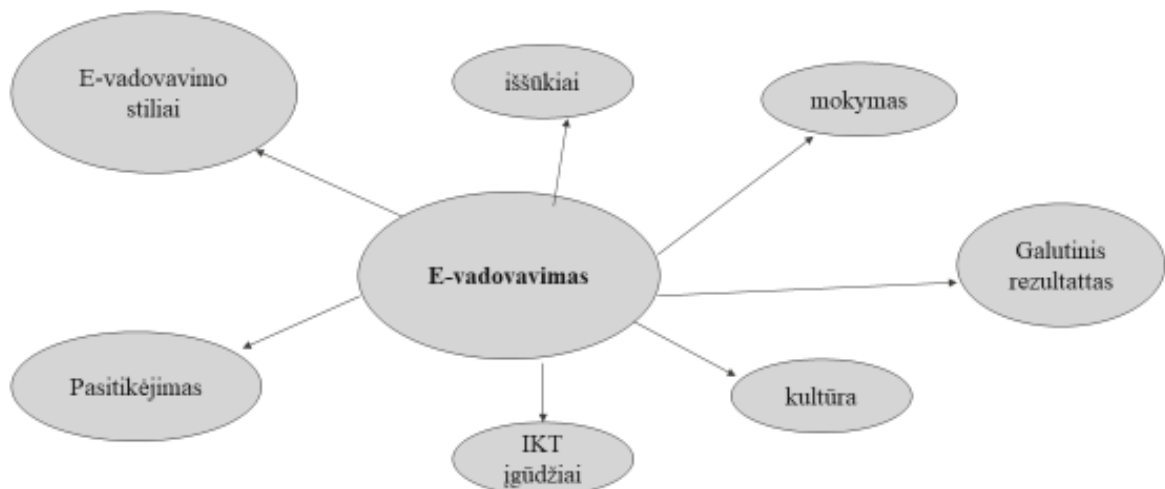 E-vadovavimo
stiliai
iššūkiai
mokymas
E-vadovavimas
Galutinis
rezultattas
Pasitikėjimas
kultūra
IKT
įgūdžiai